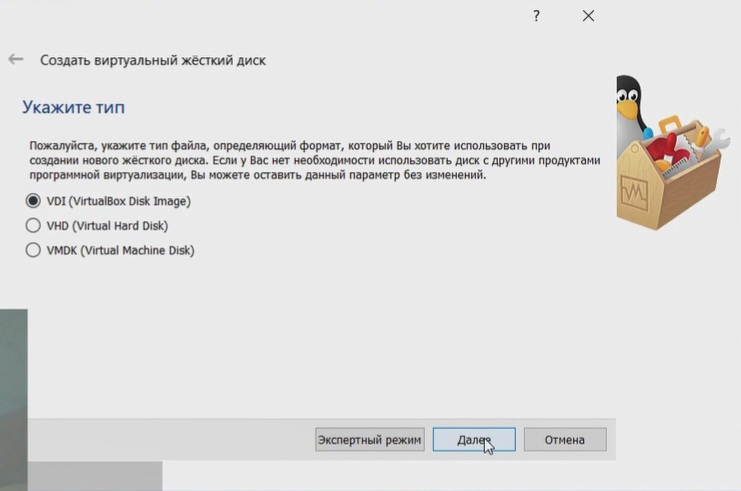 ?
Создать виртуальный жёсткий диск
Укажите тип
Пожалуйста, укажите тип файла, определяющий формат, который Вы хотите использовать при
создании нового жёсткого диска. Если у Вас нет необходимости использовать диск с другими продуктами
программной виртуализации, Вы можете оставить данный параметр без изменений.
VDI (VirtualBox Disk Image)
VHD (Virtual Hard Disk)
VMDK (Virtual Machine Disk)
Экспертный режим Далее Отмена